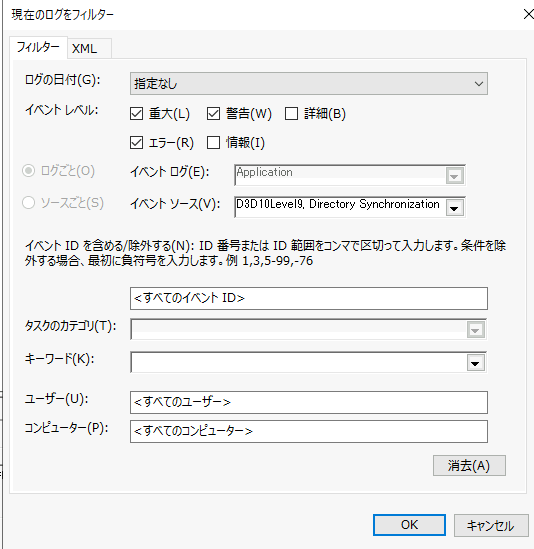 現在のログをフィルター
フィルター XML
ログの日付(G): 指定なし
イベント レベル: 重大(L) 警告(W) 詳細(B)
エラー(R) 情報(I)
ログごと(O) イベント ログ(E): Application
ソースごと(S) イベント ソース(V): D3D10Level9, Directory Synchronization
イベント ID を含める/除外する(N): ID 番号または ID 範囲をコンマで区切って入力します。条件を除
外する場合、最初に負符号を入力します。例 1,3,5-99,-76
<すべてのイベント ID>
タスクのカテゴリ(T):
キーワード(K):
ユーザー(U): <すべてのユーザー>
コンピューター(P): <すべてのコンピューター>
消去(A)
OK キャンセル